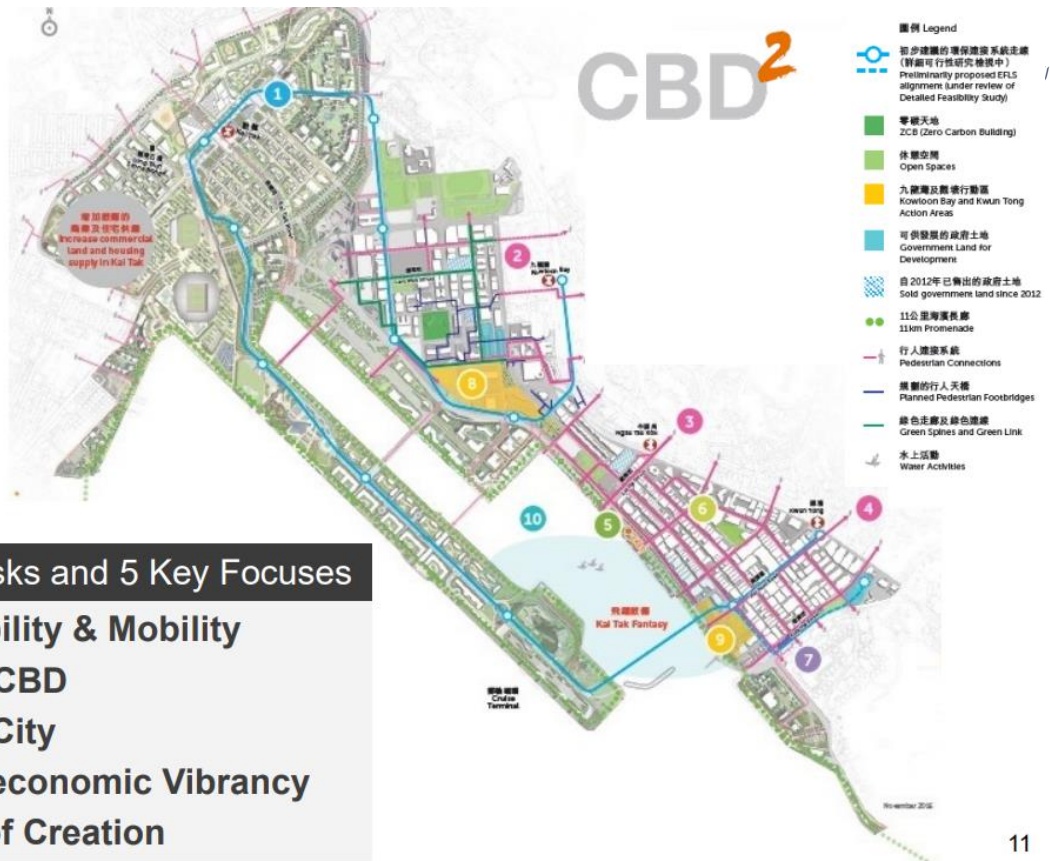 CBD²
圖例 Legend
初步建議的環保連接系統走線
(詳細可行性研究檢視中)
Preliminarily proposed EFLS
alignment (under review of
Detailed Feasibility Study)
零碳天地
ZCB (Zero Carbon Building)
休憩空間
Open Spaces
九龍灣及觀塘行動區
Kowloon Bay and Kwun Tong
Action Areas
可供發展的政府土地
Government Land for
Development
自2012年已售出的政府土地
Sold government land since 2012
11公里海濱長廊
11km Promenade
行人連接系統
Pedestrian Connections
規劃的行人天橋
Planned Pedestrian Footbridges
綠色走廊及綠色連線
Green Spines and Green Link
水上活動
Water Activities
1
啟德
Kai Tak
增加啟德的
商業及住宅供應
Increase commercial
land and housing
supply in Kai Tak
2
九龍灣
Kowloon Bay
8
3
牛頭角
Ngau Tau Kok
6
5
觀塘
Kwun Tong
4
10
飛躍啟德
Kai Tak Fantasy
9
7
郵輪碼頭
Cruise
Terminal
sks and 5 Key Focuses
bility & Mobility
CBD
City
economic Vibrancy
of Creation
November 2016
11